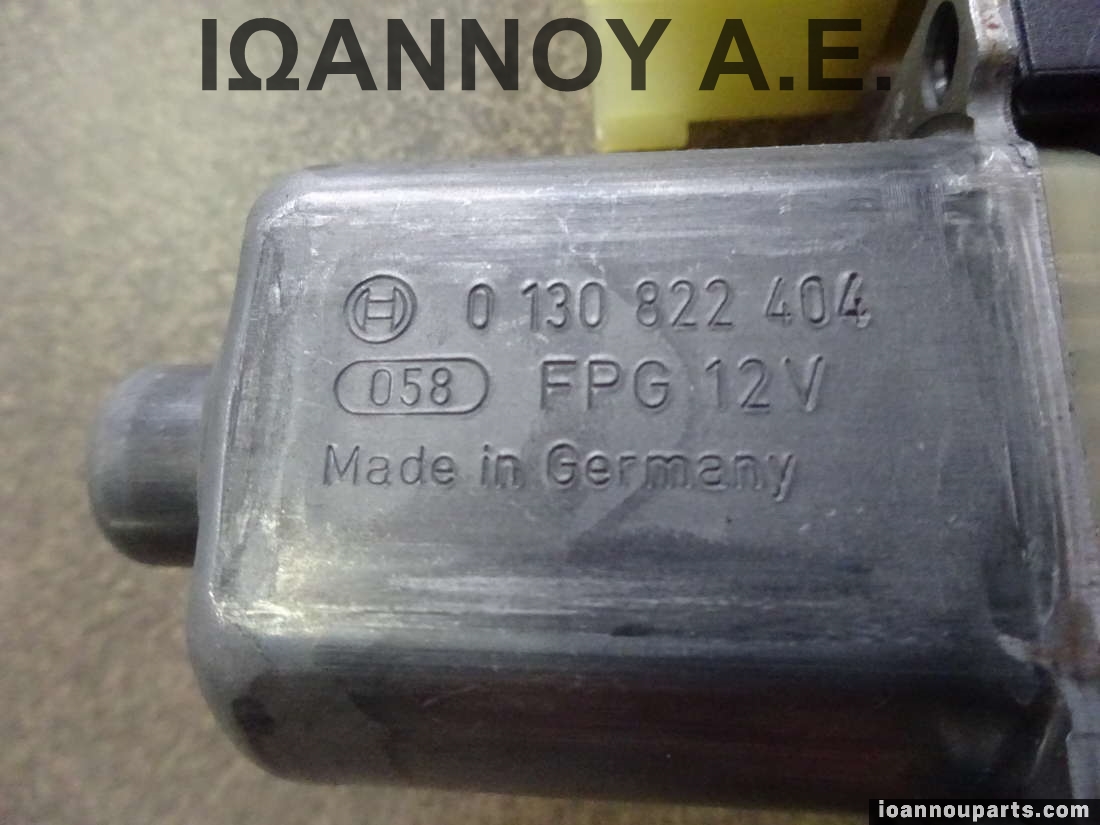 ΙΩΑΝΝΟΥ Α.Ε.
0 130 822 404
058 FPG 12V
Made in Germany
ioannouparts.com